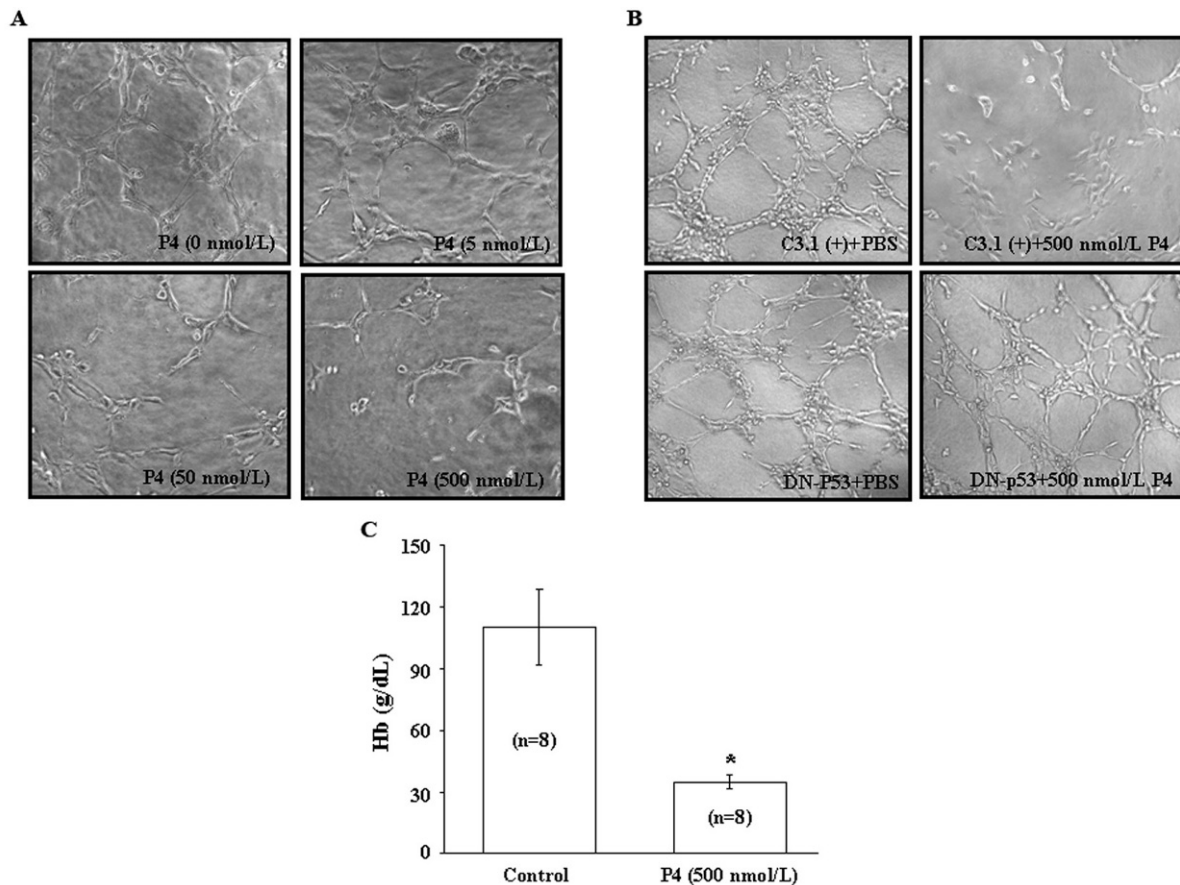 A
B
P4 (0 nmol/L)
P4 (5 nmol/L)
C3.1 (+)+PBS
C3.1 (+)+500 nmol/L P4
P4 (50 nmol/L)
P4 (500 nmol/L)
DN-P53+PBS
DN-p53+500 nmol/L P4
C
150
120
90
60
30
0
Hb (g/dL)
(n=8)
*
(n=8)
Control
P4 (500 nmol/L)